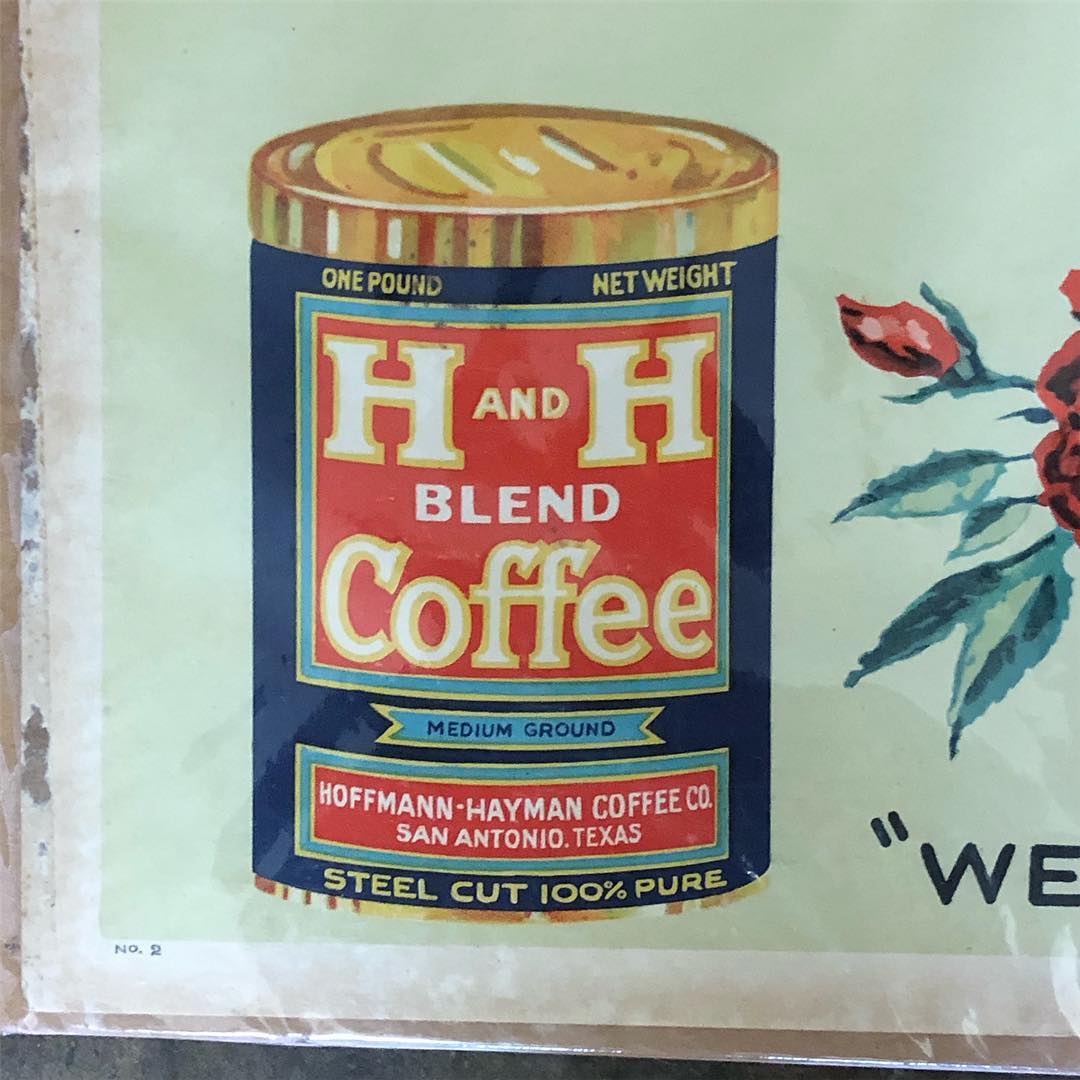 ONE POUND NET WEIGHT
H AND H
BLEND
Coffee
MEDIUM GROUND
HOFFMANN-HAYMAN COFFEE CO.
SAN ANTONIO. TEXAS
STEEL CUT 100% PURE
"WE
NO. 2